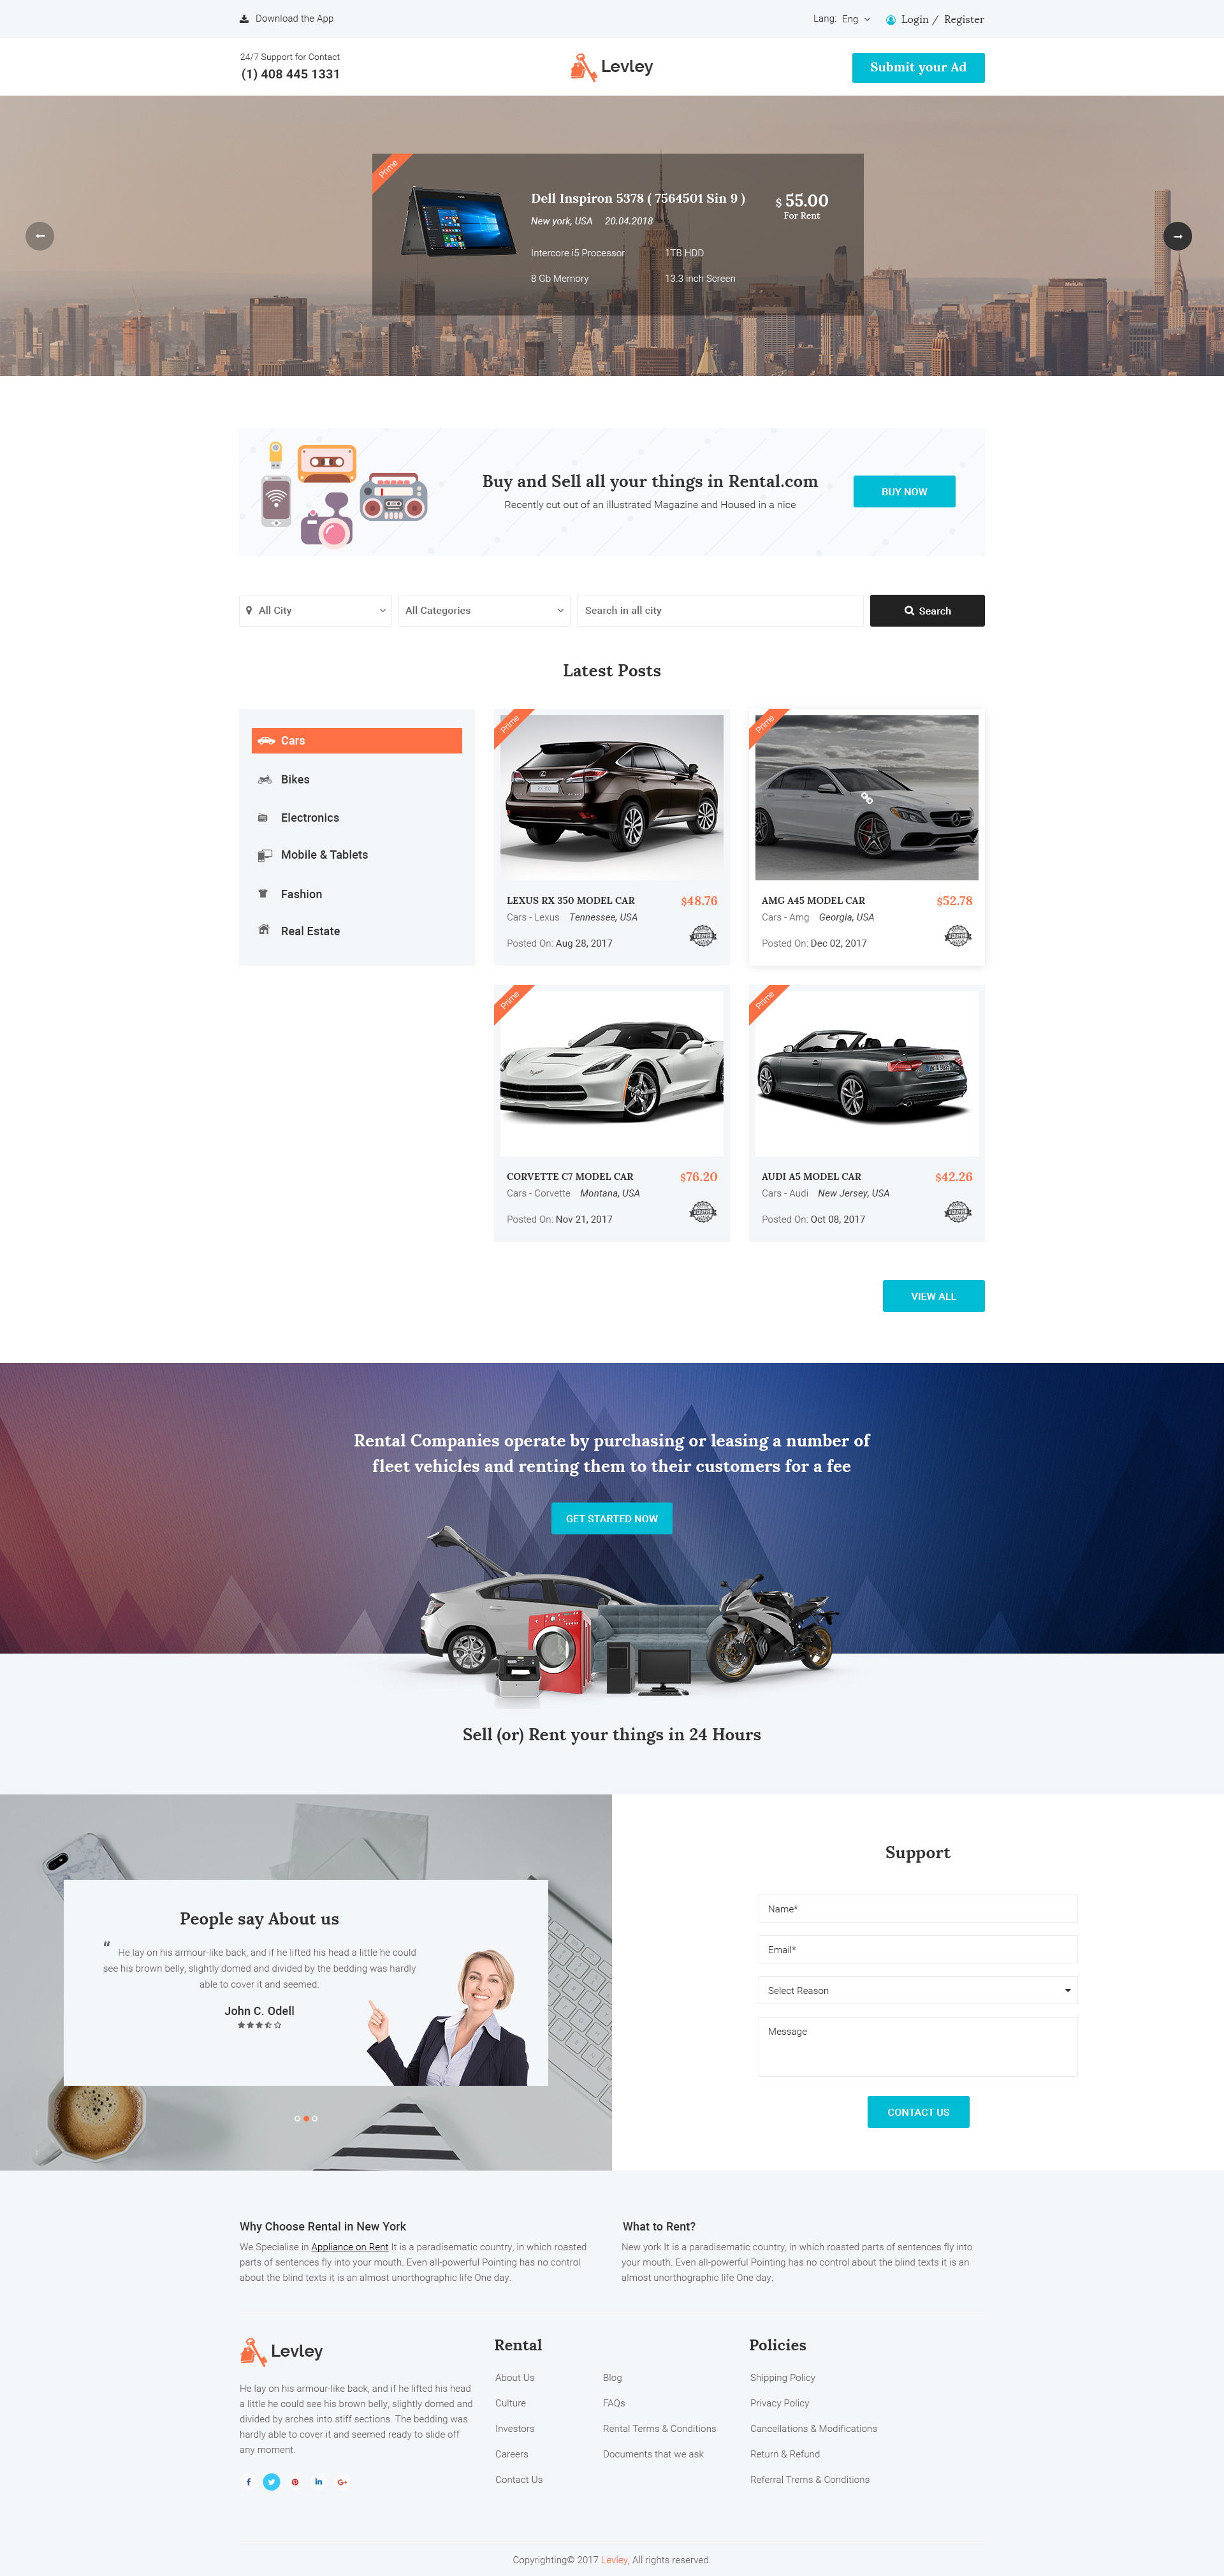 Download the App
Lang: Eng
Login / Register
24/7 Support for Contact
(1) 408 445 1331
Levley
Submit your Ad
Prime
Dell Inspiron 5378 ( 7564501 Sin 9 )
$ 55.00
New york, USA 20.04.2018
For Rent
Intercore i5 Processor
1TB HDD
8 Gb Memory
13.3 inch Screen
MetLife
Buy and Sell all your things in Rental.com
Recently cut out of an illustrated Magazine and Housed in a nice
BUY NOW
All City
All Categories
Search in all city
Search
Latest Posts
Cars
Bikes
Electronics
Mobile & Tablets
Fashion
Real Estate
Prime
LEXUS RX 350 MODEL CAR
$48.76
Cars - Lexus Tennessee, USA
Posted On: Aug 28, 2017
VERIFIED
Prime
AMG A45 MODEL CAR
$52.78
Cars - Amg Georgia, USA
Posted On: Dec 02, 2017
VERIFIED
Prime
CORVETTE C7 MODEL CAR
$76.20
Cars - Corvette Montana, USA
Posted On: Nov 21, 2017
VERIFIED
Prime
AUDI A5 MODEL CAR
$42.26
Cars - Audi New Jersey, USA
Posted On: Oct 08, 2017
VERIFIED
VIEW ALL
Rental Companies operate by purchasing or leasing a number of
fleet vehicles and renting them to their customers for a fee
GET STARTED NOW
Sell (or) Rent your things in 24 Hours
People say About us
“ He lay on his armour-like back, and if he lifted his head a little he could
see his brown belly, slightly domed and divided by the bedding was hardly
able to cover it and seemed.
John C. Odell
Support
Name*
Email*
Select Reason
Message
CONTACT US
Why Choose Rental in New York
We Specialise in Appliance on Rent It is a paradisematic country, in which roasted
parts of sentences fly into your mouth. Even all-powerful Pointing has no control
about the blind texts it is an almost unorthographic life One day.
What to Rent?
New york It is a paradisematic country, in which roasted parts of sentences fly into
your mouth. Even all-powerful Pointing has no control about the blind texts it is an
almost unorthographic life One day.
Levley
He lay on his armour-like back, and if he lifted his head
a little he could see his brown belly, slightly domed and
divided by arches into stiff sections. The bedding was
hardly able to cover it and seemed ready to slide off
any moment.
Rental
About Us
Culture
Investors
Careers
Contact Us
Blog
FAQs
Rental Terms & Conditions
Documents that we ask
Policies
Shipping Policy
Privacy Policy
Cancellations & Modifications
Return & Refund
Referral Trems & Conditions
Copyrighting© 2017 Levley, All rights reserved.